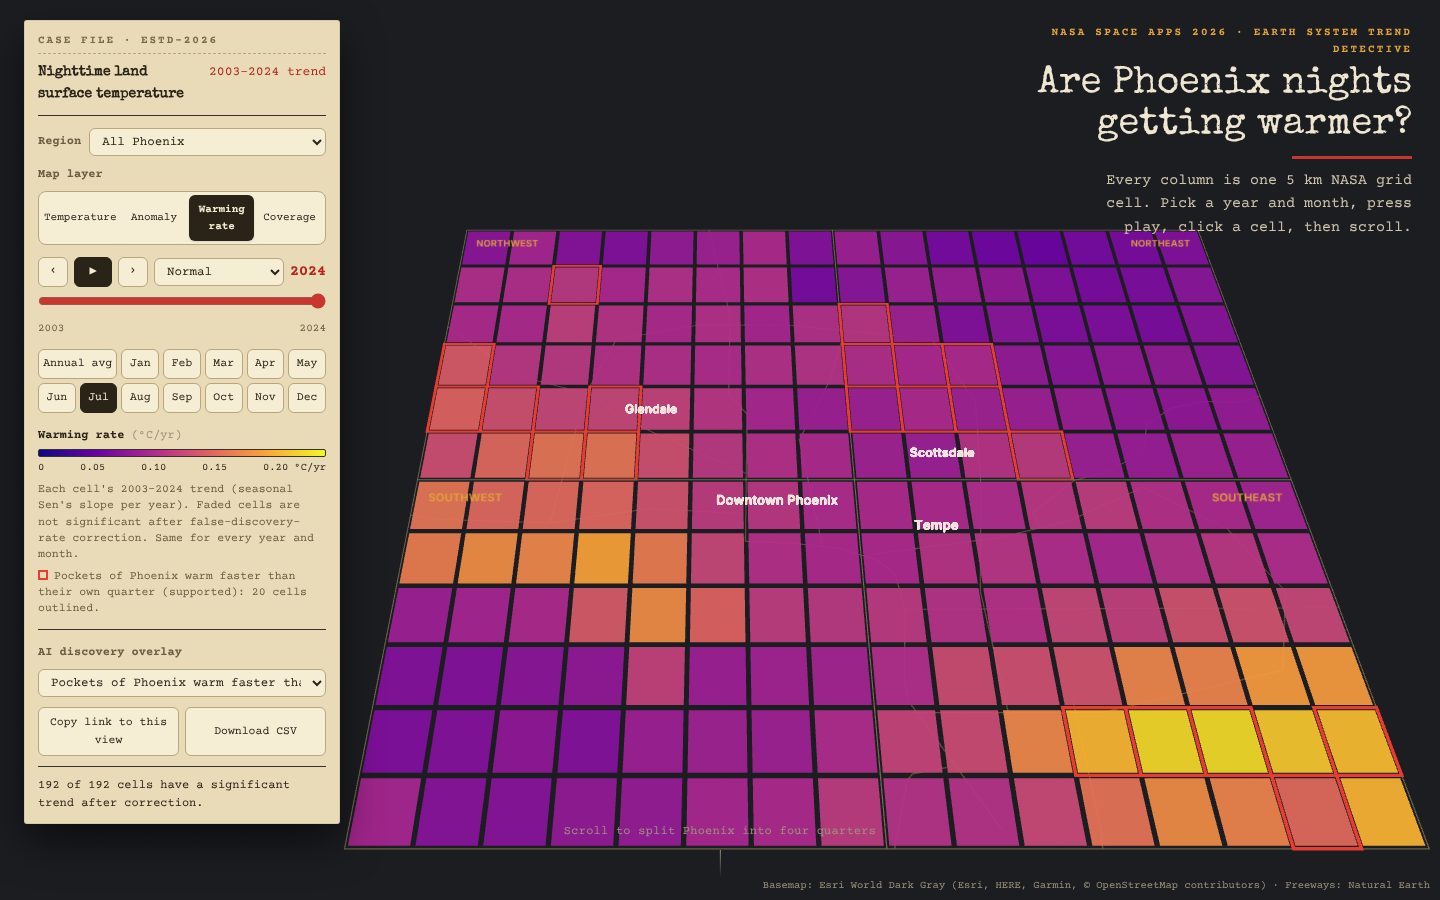 CASE FILE · ESTD-2026
Nighttime land
surface temperature
2003–2024 trend
Region
All Phoenix
Map layer
Temperature
Anomaly
Warming
rate
Coverage
‹
▶
›
Normal
2024
2003
2024
Annual avg
Jan
Feb
Mar
Apr
May
Jun
Jul
Aug
Sep
Oct
Nov
Dec
Warming rate (°C/yr)
0
0.05
0.10
0.15
0.20 °C/yr
Each cell's 2003–2024 trend (seasonal
Sen's slope per year). Faded cells are
not significant after false-discovery-
rate correction. Same for every year and
month.
Pockets of Phoenix warm faster than
their own quarter (supported): 20 cells
outlined.
AI discovery overlay
Pockets of Phoenix warm faster tha
Copy link to this
view
Download CSV
192 of 192 cells have a significant
trend after correction.
NASA SPACE APPS 2026 · EARTH SYSTEM TREND
DETECTIVE
Are Phoenix nights
getting warmer?
Every column is one 5 km NASA grid
cell. Pick a year and month, press
play, click a cell, then scroll.
NORTHWEST
NORTHEAST
Glendale
Scottsdale
SOUTHWEST
Downtown Phoenix
SOUTHEAST
Tempe
Scroll to split Phoenix into four quarters
Basemap: Esri World Dark Gray (Esri, HERE, Garmin, © OpenStreetMap contributors) · Freeways: Natural Earth